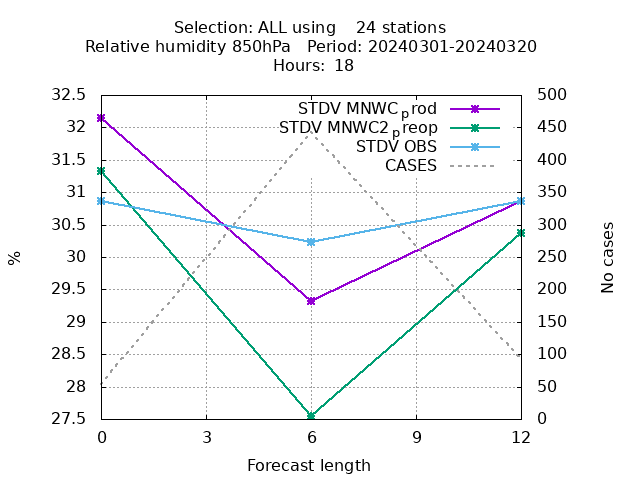 Selection: ALL using    24 stations
Relative humidity 850hPa   Period: 20240301-20240320
Hours:  18
32.5
32
31.5
31
30.5
30
29.5
29
28.5
28
27.5
%
STDV MNWCprod
STDV MNWC2preop
STDV OBS
CASES
500
450
400
350
300
250
200
150
100
50
0
No cases
0 3 6 9 12
Forecast length